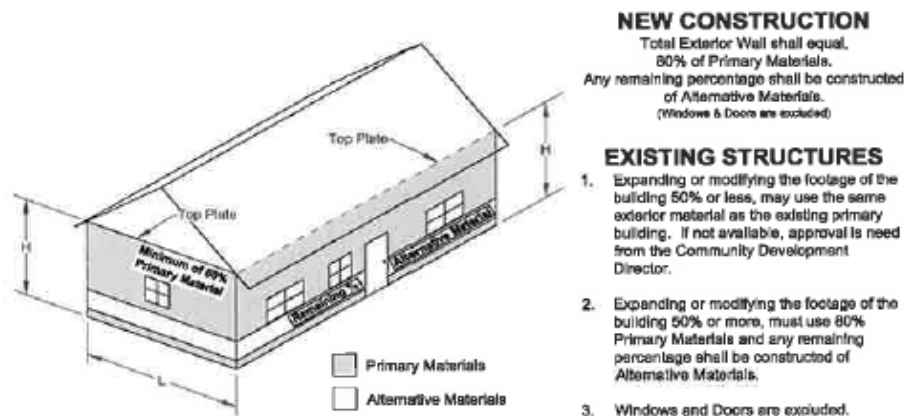 NEW CONSTRUCTION
Total Exterior Wall shall equal,
80% of Primary Materials.
Any remaining percentage shall be constructed
of Alternative Materials.
(Windows & Doors are excluded)
EXISTING STRUCTURES
1. Expanding or modifying the footage of the
building 50% or less, may use the same
exterior material as the existing primary
building. If not available, approval is need
from the Community Development
Director.
2. Expanding or modifying the footage of the
building 50% or more, must use 80%
Primary Materials and any remaining
percentage shall be constructed of
Alternative Materials.
3. Windows and Doors are excluded.
Top Plate
H
Top Plate
H
Minimum of
Primary Material
Remaining %
Alternative Material
L
Primary Materials
Alternative Materials